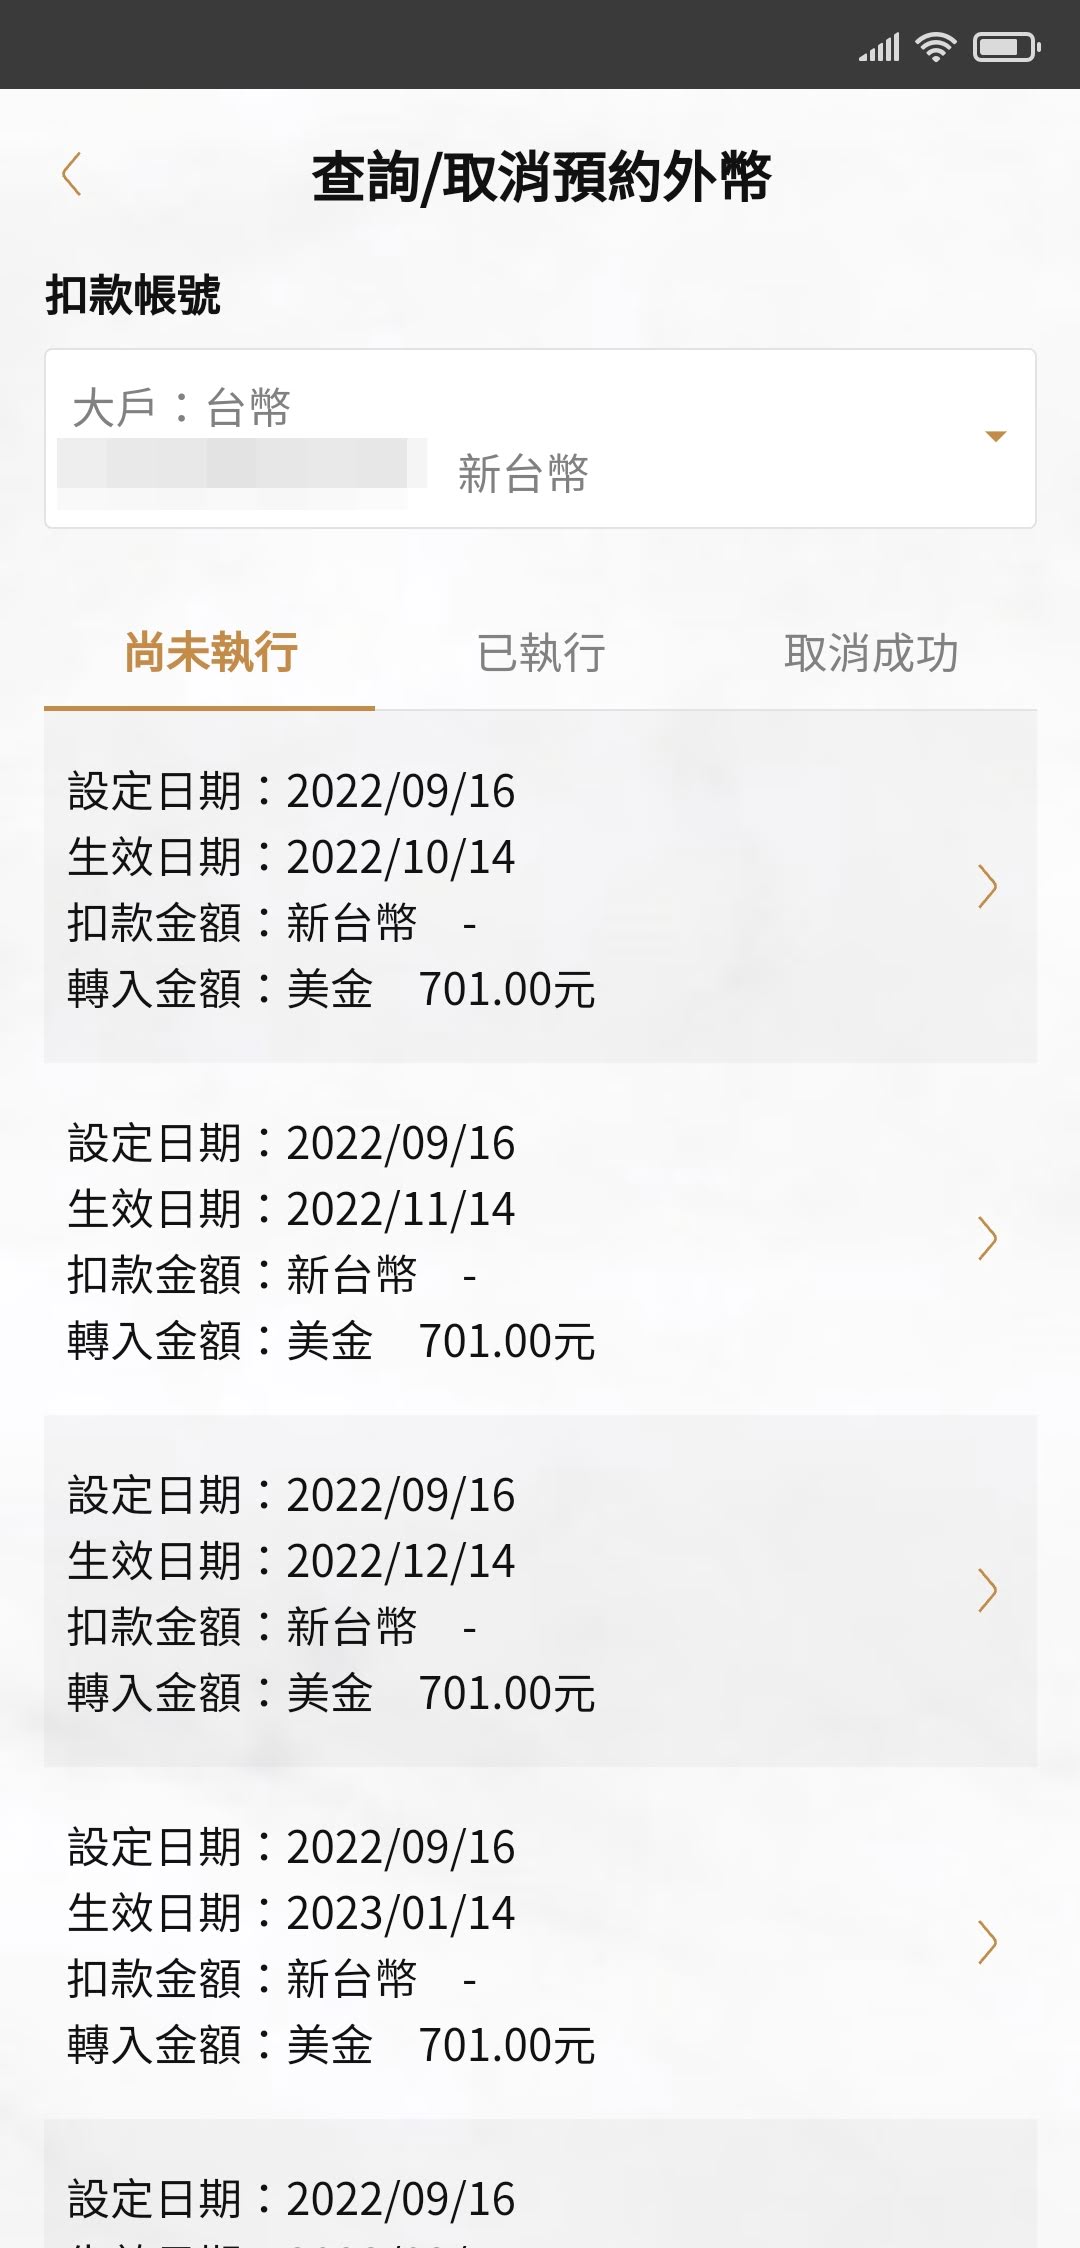 查詢/取消預約外幣
扣款帳號
大戶：台幣
新台幣
尚未執行 已執行 取消成功
設定日期：2022/09/16
生效日期：2022/10/14
扣款金額：新台幣 -
轉入金額：美金 701.00元
設定日期：2022/09/16
生效日期：2022/11/14
扣款金額：新台幣 -
轉入金額：美金 701.00元
設定日期：2022/09/16
生效日期：2022/12/14
扣款金額：新台幣 -
轉入金額：美金 701.00元
設定日期：2022/09/16
生效日期：2023/01/14
扣款金額：新台幣 -
轉入金額：美金 701.00元
設定日期：2022/09/16